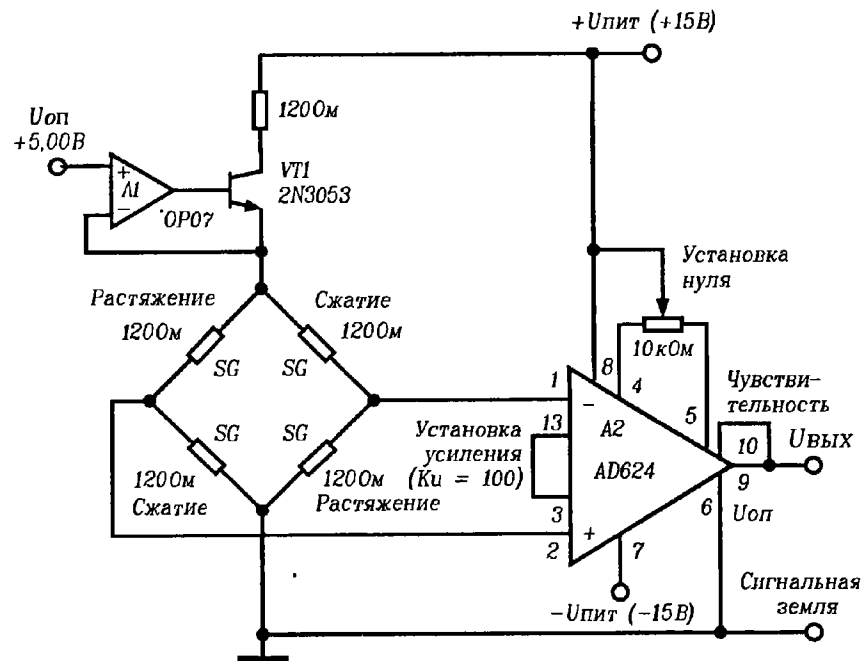 +Uпит (+15В)
120Ом
Uоп
+5,00В
VT1
2N3053
+
А1
−
OP07
Установка
нуля
Растяжение
120Ом
Сжатие
120Ом
10кОм
SG
SG
8
4
1
5
Чувстви-
тельность
−
13
А2
10
Uвых
SG
SG
Установка
усиления
(Ku = 100)
AD624
9
120Ом
Сжатие
120Ом
Растяжение
3
6
Uоп
2
+
7
−Uпит (−15В)
Сигнальная
земля